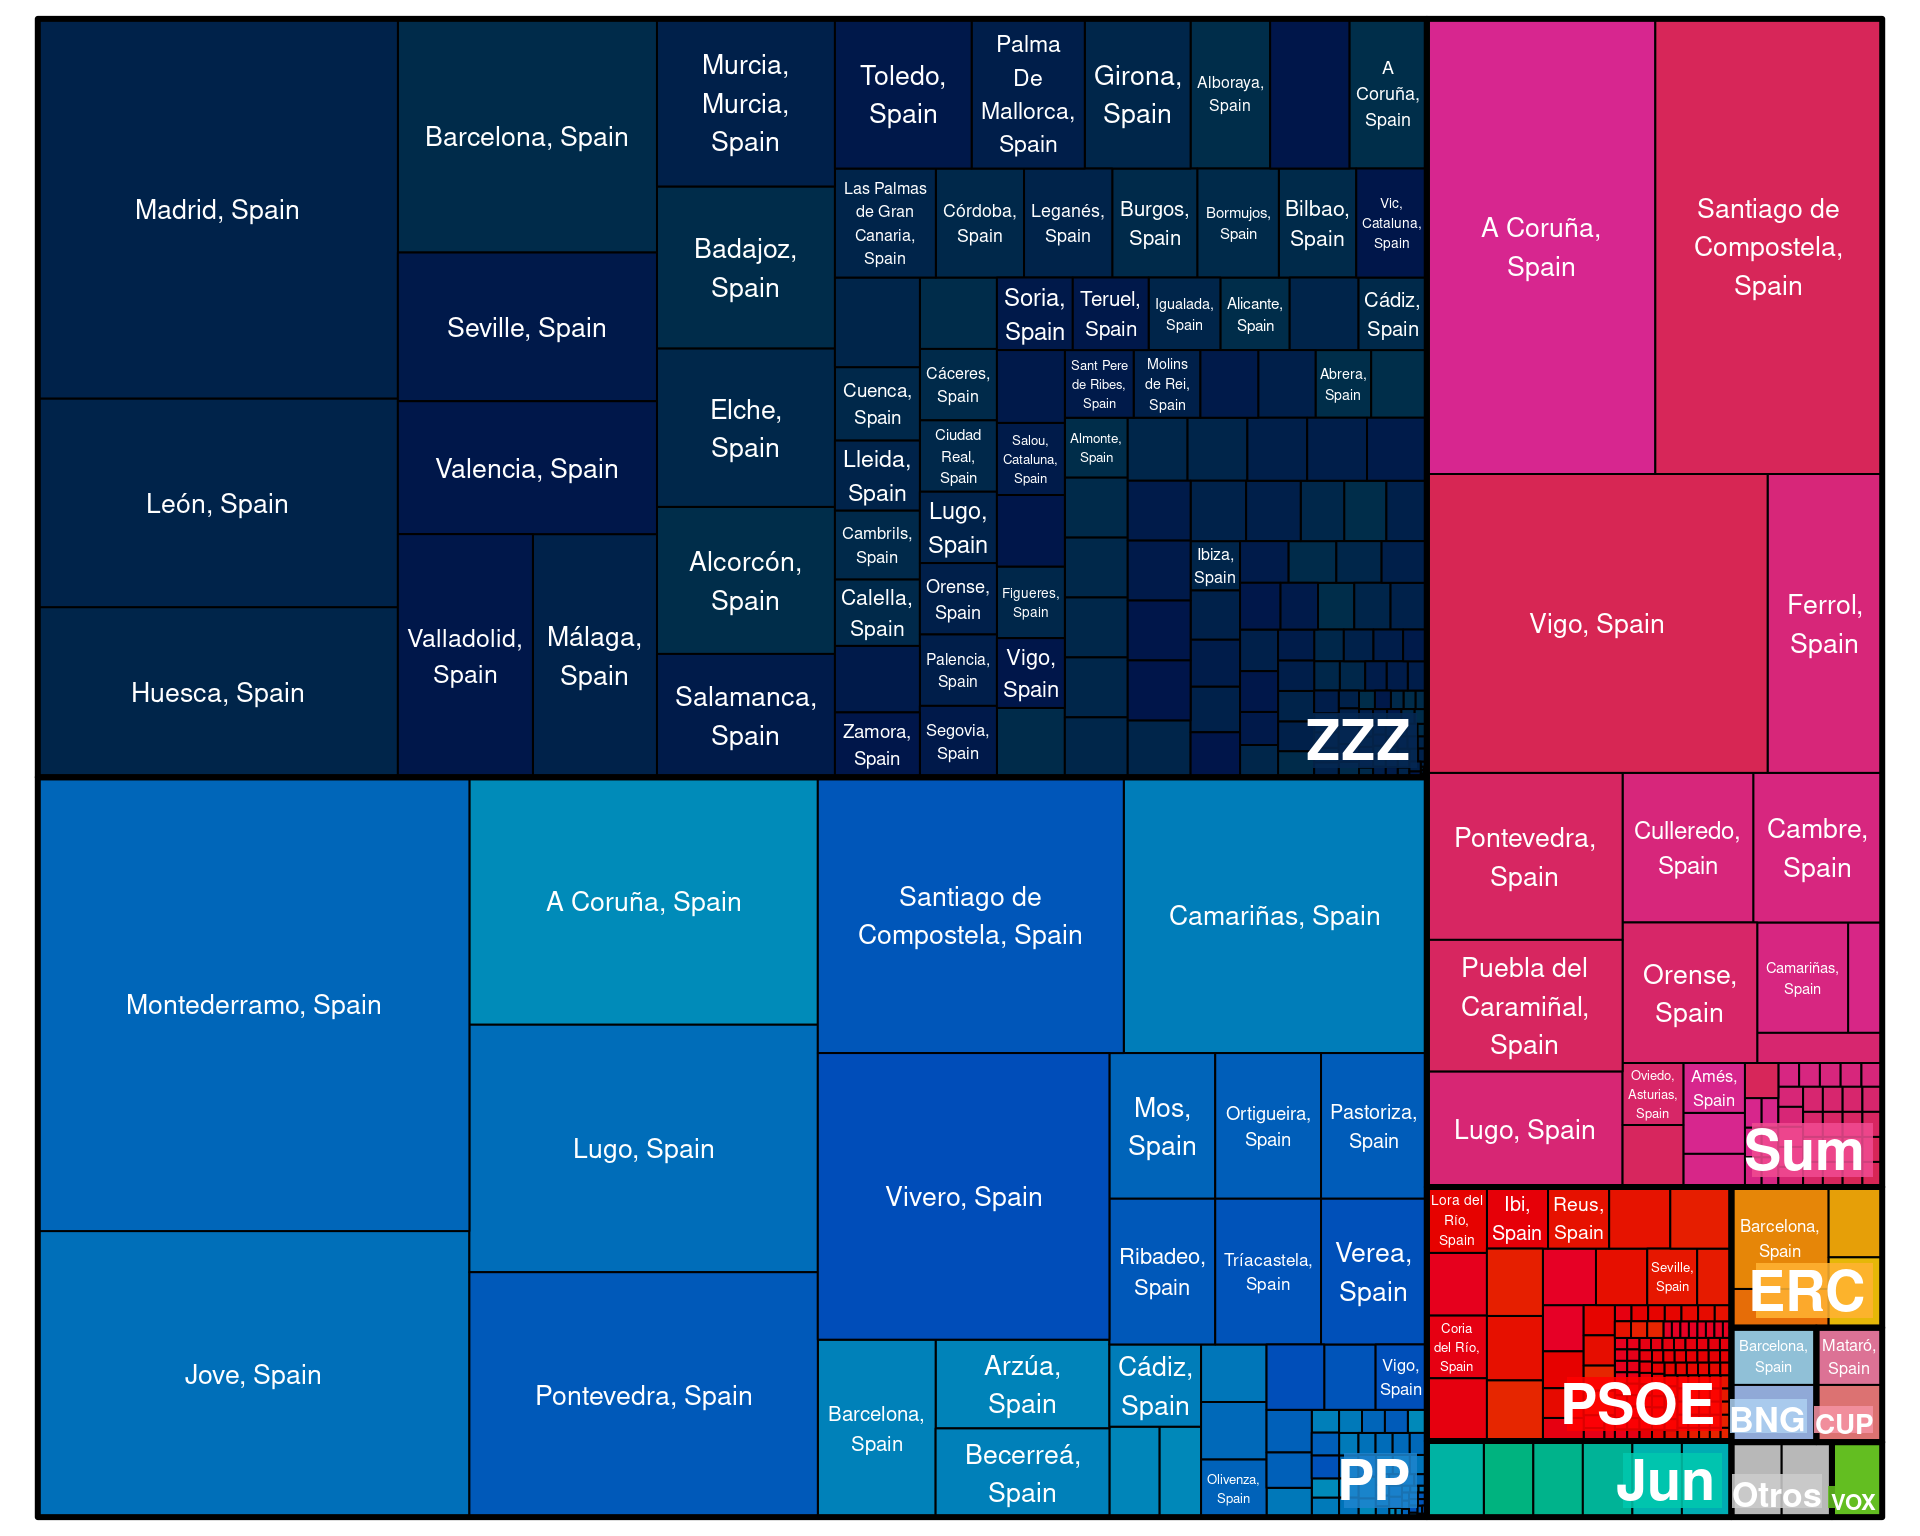 Madrid, Spain
León, Spain
Huesca, Spain
Barcelona, Spain
Seville, Spain
Valencia, Spain
Valladolid,
Spain
Málaga,
Spain
Murcia,
Murcia,
Spain
Badajoz,
Spain
Elche,
Spain
Alcorcón,
Spain
Salamanca,
Spain
Toledo,
Spain
Palma
De
Mallorca,
Spain
Girona,
Spain
Alboraya,
Spain
A
Coruña,
Spain
Las Palmas
de Gran
Canaria,
Spain
Córdoba,
Spain
Leganés,
Spain
Burgos,
Spain
Bormujos,
Spain
Bilbao,
Spain
Vic,
Cataluna,
Spain
Cuenca,
Spain
Lleida,
Spain
Cambrils,
Spain
Calella,
Spain
Zamora,
Spain
Cáceres,
Spain
Ciudad
Real,
Spain
Lugo,
Spain
Orense,
Spain
Palencia,
Spain
Segovia,
Spain
Soria,
Spain
Teruel,
Spain
Igualada,
Spain
Alicante,
Spain
Cádiz,
Spain
Salou,
Cataluna,
Spain
Figueres,
Spain
Vigo,
Spain
Sant Pere
de Ribes,
Spain
Molins
de Rei,
Spain
Abrera,
Spain
Almonte,
Spain
Ibiza,
Spain
ZZZ
Montederramo, Spain
Jove, Spain
A Coruña, Spain
Lugo, Spain
Pontevedra, Spain
Santiago de
Compostela, Spain
Camariñas, Spain
Vivero, Spain
Mos,
Spain
Ortigueira,
Spain
Pastoriza,
Spain
Ribadeo,
Spain
Tríacastela,
Spain
Verea,
Spain
Barcelona,
Spain
Arzúa,
Spain
Becerreá,
Spain
Cádiz,
Spain
Olivenza,
Spain
Vigo,
Spain
PP
A Coruña,
Spain
Santiago de
Compostela,
Spain
Vigo, Spain
Ferrol,
Spain
Pontevedra,
Spain
Puebla del
Caramiñal,
Spain
Lugo, Spain
Culleredo,
Spain
Cambre,
Spain
Orense,
Spain
Camariñas,
Spain
Oviedo,
Asturias,
Spain
Amés,
Spain
Sum
Lora del
Río,
Spain
Ibi,
Spain
Reus,
Spain
Seville,
Spain
Coria
del Río,
Spain
PSOE
Barcelona,
Spain
ERC
Barcelona,
Spain
BNG
Mataró,
Spain
CUP
Jun
Otros
VOX